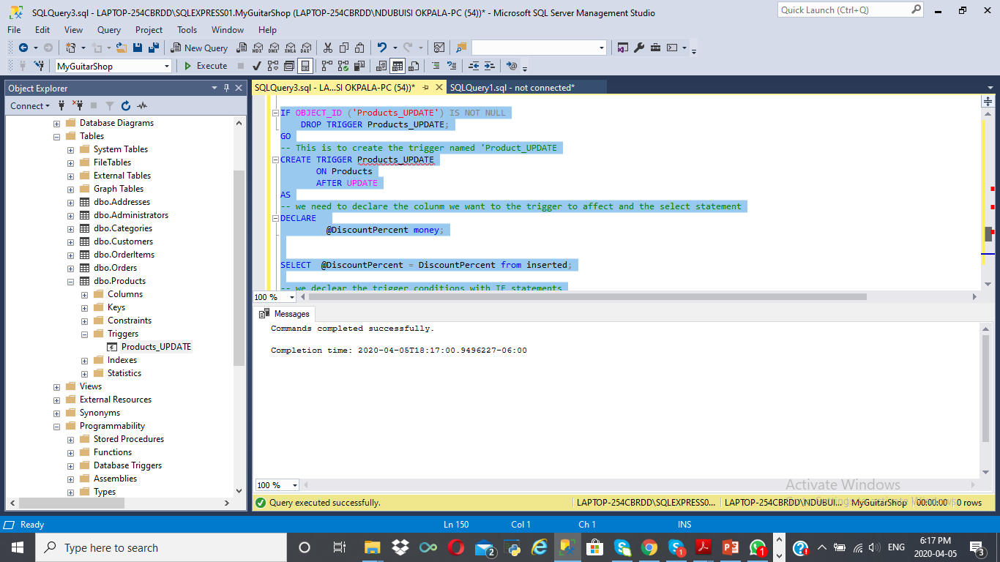 SQLQuery3.sql - LAPTOP-254CBRDD\SQLEXPRESS01.MyGuitarShop (LAPTOP-254CBRDD\NDUBUISI OKPALA-PC (54))* - Microsoft SQL Server Management Studio
Quick Launch (Ctrl+Q)
File Edit View Query Project Tools Window Help
New Query MDX DMX XMLA DAX
MyGuitarShop Execute
Object Explorer
SQLQuery3.sql - LA...SI OKPALA-PC (54))* SQLQuery1.sql - not connected*
Connect
Database Diagrams
Tables
System Tables
FileTables
External Tables
Graph Tables
dbo.Addresses
dbo.Administrators
dbo.Categories
dbo.Customers
dbo.OrderItems
dbo.Orders
dbo.Products
Columns
Keys
Constraints
Triggers
Products_UPDATE
Indexes
Statistics
Views
External Resources
Synonyms
Programmability
Stored Procedures
Functions
Database Triggers
Assemblies
Types
IF OBJECT_ID ('Products_UPDATE') IS NOT NULL
DROP TRIGGER Products_UPDATE;
GO
-- This is to create the trigger named 'Product_UPDATE
CREATE TRIGGER Products_UPDATE
ON Products
AFTER UPDATE
AS
-- we need to declare the colunm we want to the trigger to affect and the select statement
DECLARE
@DiscountPercent money;
SELECT @DiscountPercent = DiscountPercent from inserted;
-- we declear the trigger conditions with IF statements
100 %
Messages
Commands completed successfully.
Completion time: 2020-04-05T18:17:00.9496227-06:00
100 %
Activate Windows
Query executed successfully. LAPTOP-254CBRDD\SQLEXPRESS0... LAPTOP-254CBRDD\NDUBUI... MyGuitarShop 00:00:00 0 rows
Ready Ln 150 Col 1 Ch 1 INS
Type here to search
2
1
1
ENG
6:17 PM
2020-04-05
3